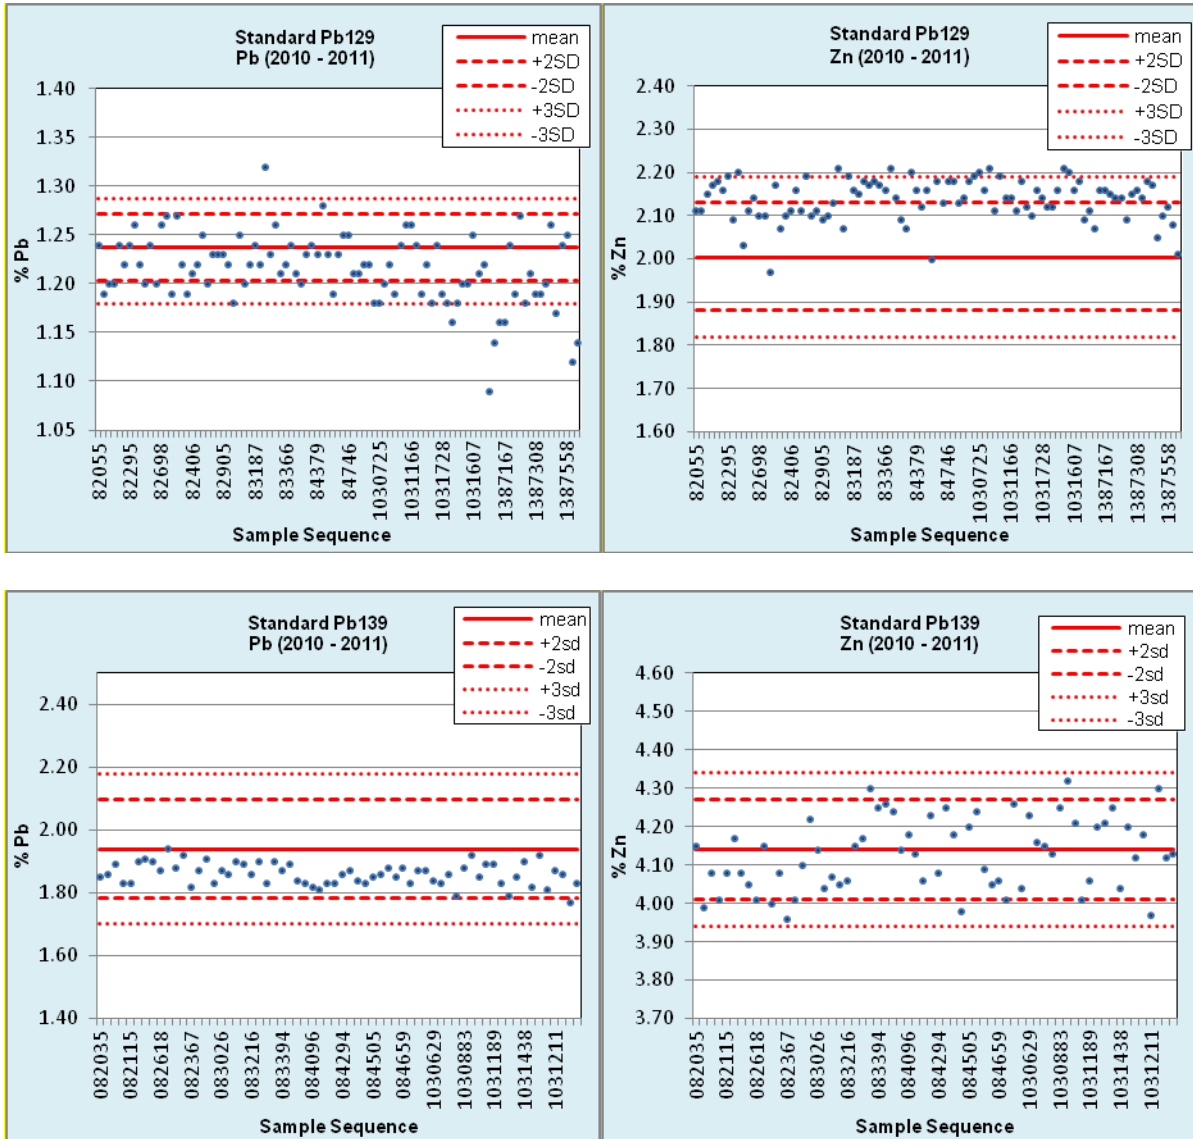 Standard Pb129
Pb (2010 - 2011)
mean
+2SD
-2SD
+3SD
-3SD
1.40
1.35
1.30
1.25
1.20
1.15
1.10
1.05
% Pb
82055
82295
82698
82406
82905
83187
83366
84379
84746
1030725
1031166
1031728
1031607
1387167
1387308
1387558
Sample Sequence
Standard Pb129
Zn (2010 - 2011)
mean
+2SD
-2SD
+3SD
-3SD
2.40
2.30
2.20
2.10
2.00
1.90
1.80
1.70
1.60
% Zn
82055
82295
82698
82406
82905
83187
83366
84379
84746
1030725
1031166
1031728
1031607
1387167
1387308
1387558
Sample Sequence
Standard Pb139
Pb (2010 - 2011)
mean
+2sd
-2sd
+3sd
-3sd
2.40
2.20
2.00
1.80
1.60
1.40
% Pb
082035
082115
082618
082367
083026
083216
083394
084096
084294
084505
084659
1030629
1030883
1031189
1031438
1031211
Sample Sequence
Standard Pb139
Zn (2010 - 2011)
mean
+2sd
-2sd
+3sd
-3sd
4.60
4.50
4.40
4.30
4.20
4.10
4.00
3.90
3.80
3.70
% Zn
082035
082115
082618
082367
083026
083216
083394
084096
084294
084505
084659
1030629
1030883
1031189
1031438
1031211
Sample Sequence